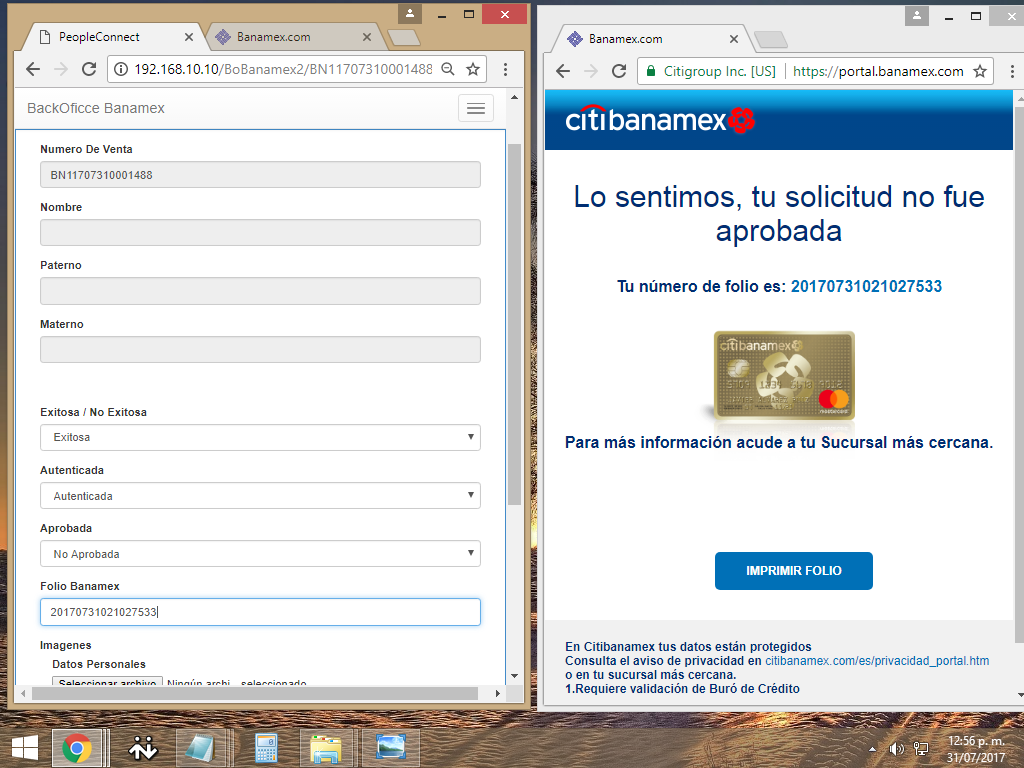 PeopleConnect
Banamex.com
192.168.10.10/BoBanamex2/BN11707310001488
BackOficce Banamex
Numero De Venta
BN11707310001488
Nombre
Paterno
Materno
Exitosa / No Exitosa
Exitosa
Autenticada
Autenticada
Aprobada
No Aprobada
Folio Banamex
20170731021027533
Imagenes
Datos Personales
Seleccionar archivo Ningún archi...seleccionado
Banamex.com
Citigroup Inc. [US] https://portal.banamex.com
citibanamex
Lo sentimos, tu solicitud no fue
aprobada
Tu número de folio es: 20170731021027533
citibanamex
mastercard
Para más información acude a tu Sucursal más cercana.
IMPRIMIR FOLIO
En Citibanamex tus datos están protegidos
Consulta el aviso de privacidad en citibanamex.com/es/privacidad_portal.htm
o en tu sucursal más cercana.
1.Requiere validación de Buró de Crédito
12:56 p. m.
31/07/2017